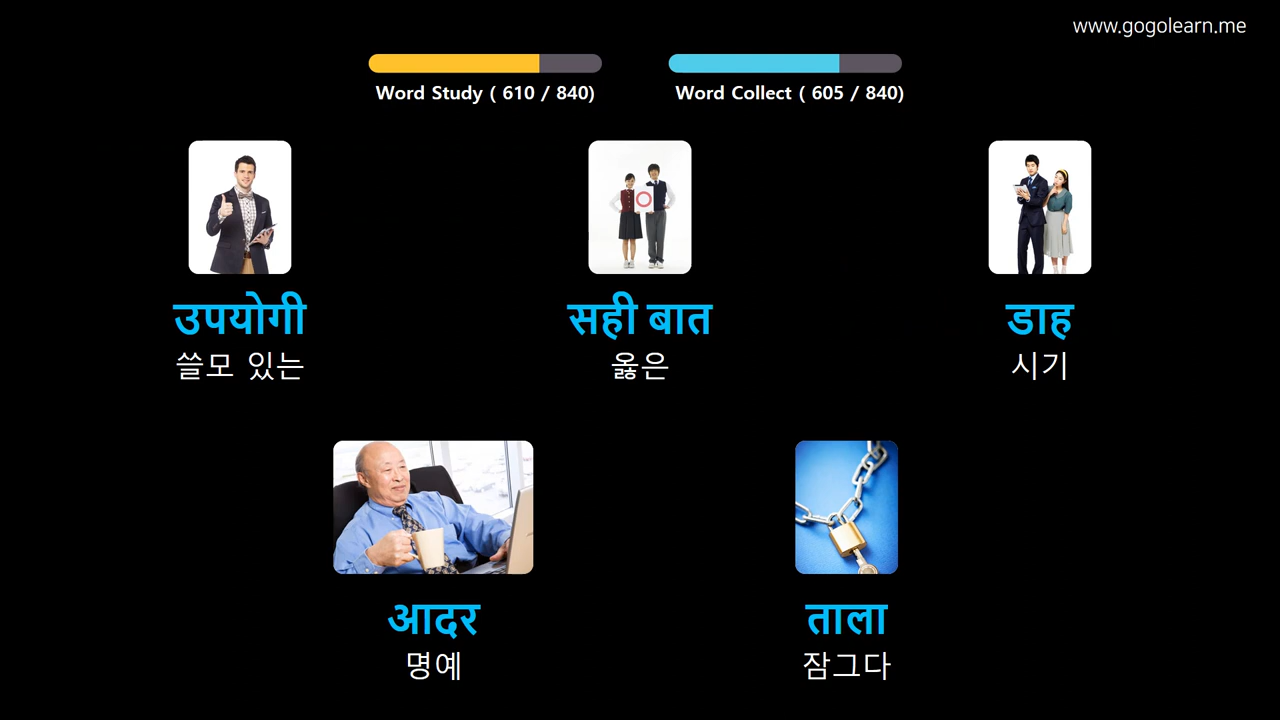 www.gogolearn.me
Word Study ( 610 / 840)
Word Collect ( 605 / 840)
उपयोगी
쓸모 있는
सही बात
옳은
डाह
시기
आदर
명예
ताला
잠그다